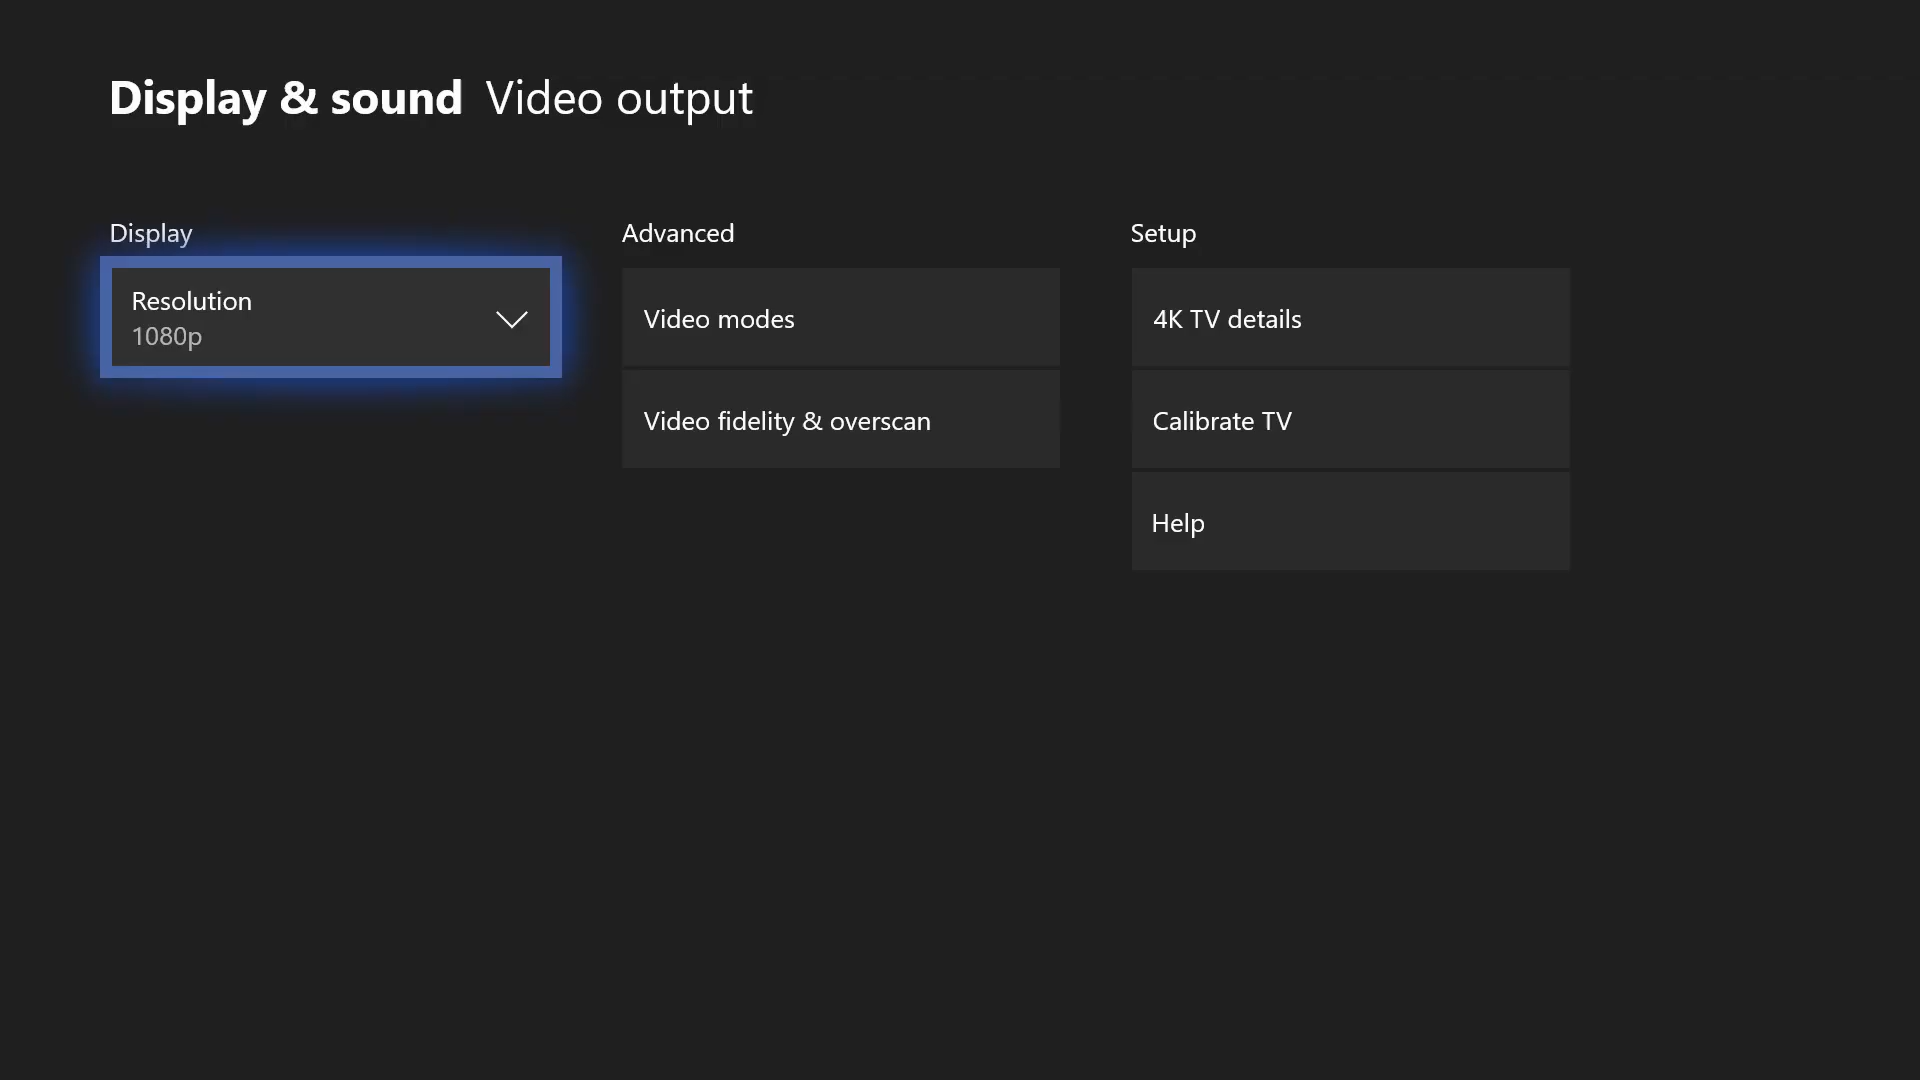 Display & sound Video output
Display
Resolution
1080p
Advanced
Video modes
Video fidelity & overscan
Setup
4K TV details
Calibrate TV
Help